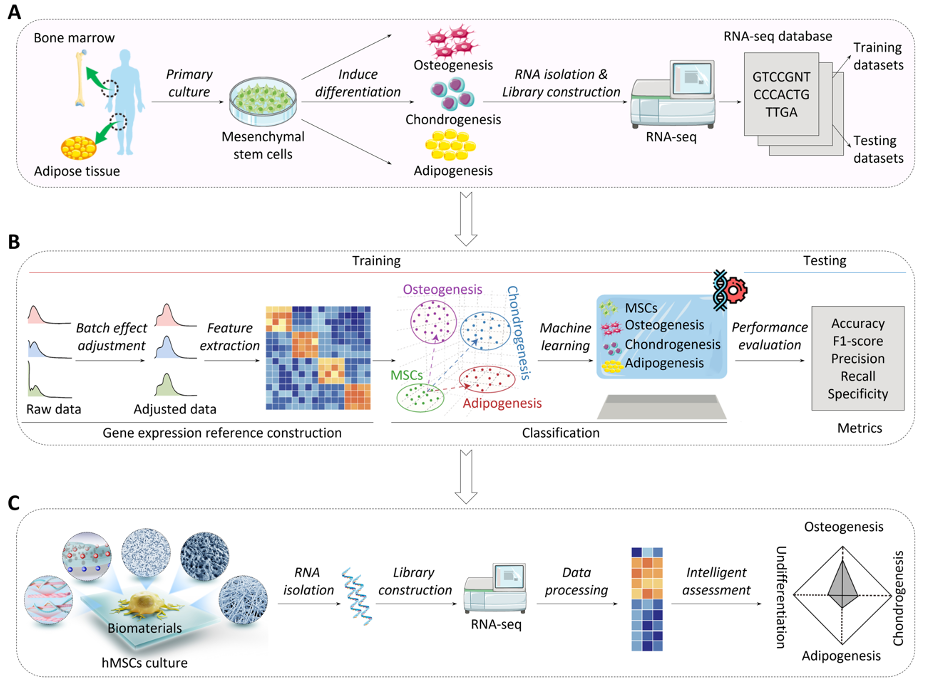 A
Bone marrow
Adipose tissue
Primary
culture
Mesenchymal
stem cells
Induce
differentiation
Osteogenesis
Chondrogenesis
Adipogenesis
RNA isolation &
Library construction
RNA-seq
RNA-seq database
GTCCGNT
CCCACTG
TTGA
Training
datasets
Testing
datasets
B
Training
Testing
Raw data
Batch effect
adjustment
Adjusted data
Feature
extraction
Gene expression reference construction
Osteogenesis
Chondrogenesis
MSCs
Adipogenesis
Machine
learning
MSCs
Osteogenesis
Chondrogenesis
Adipogenesis
Classification
Performance
evaluation
Accuracy
F1-score
Precision
Recall
Specificity
Metrics
C
Biomaterials
hMSCs culture
RNA
isolation
Library
construction
RNA-seq
Data
processing
Intelligent
assessment
Osteogenesis
Undifferentiation
Chondrogenesis
Adipogenesis